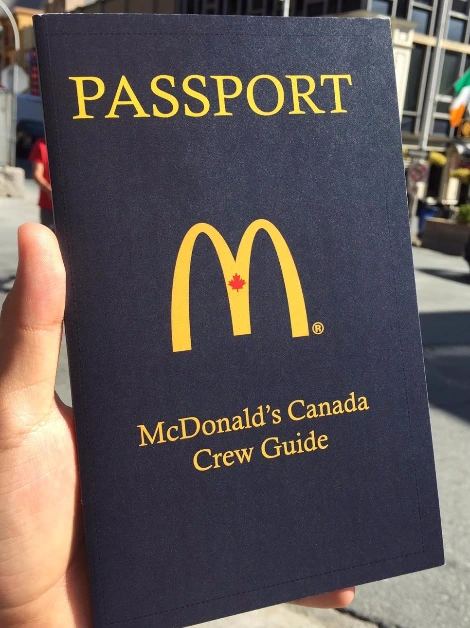 PASSPORT
®
McDonald's Canada
Crew Guide